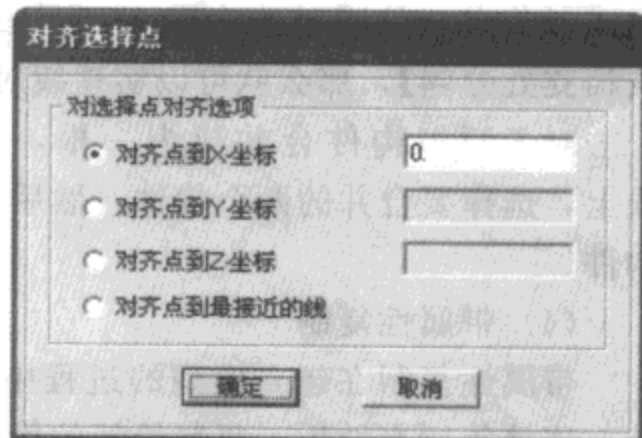 对齐选择点
对选择点对齐选项
对齐点到X-坐标 0.
对齐点到Y-坐标
对齐点到Z-坐标
对齐点到最接近的线
确定 取消